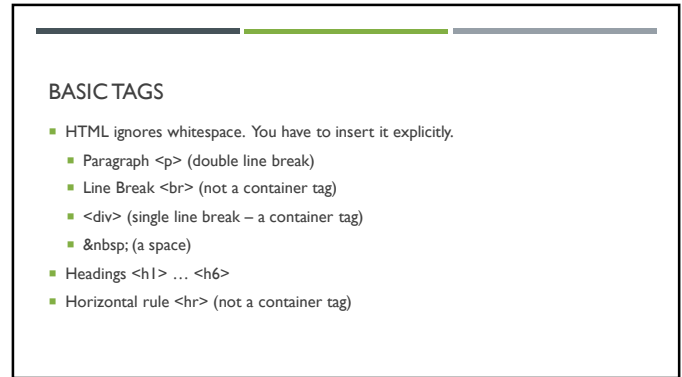 BASIC TAGS
▪ HTML ignores whitespace. You have to insert it explicitly.
▪ Paragraph <p> (double line break)
▪ Line Break <br> (not a container tag)
▪ <div> (single line break – a container tag)
▪ &nbsp; (a space)
▪ Headings <h1> … <h6>
▪ Horizontal rule <hr> (not a container tag)